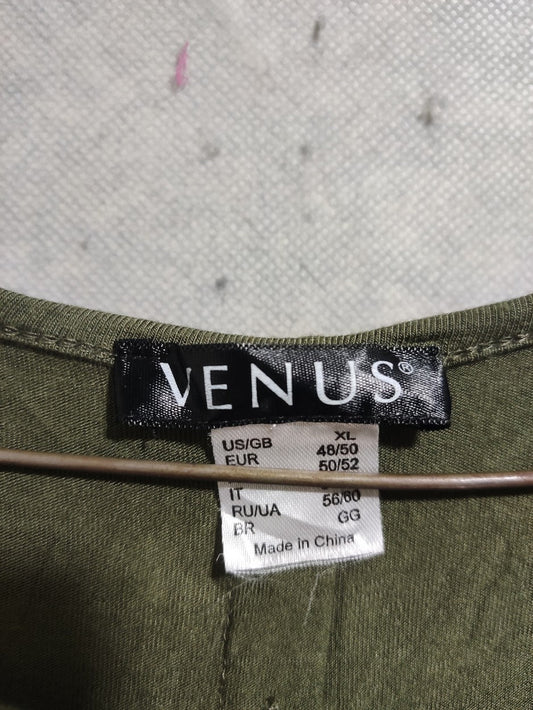 VENUS®
US/GB XL
EUR 48/50
50/52
IT
RU/UA 56/60
BR GG
Made in China